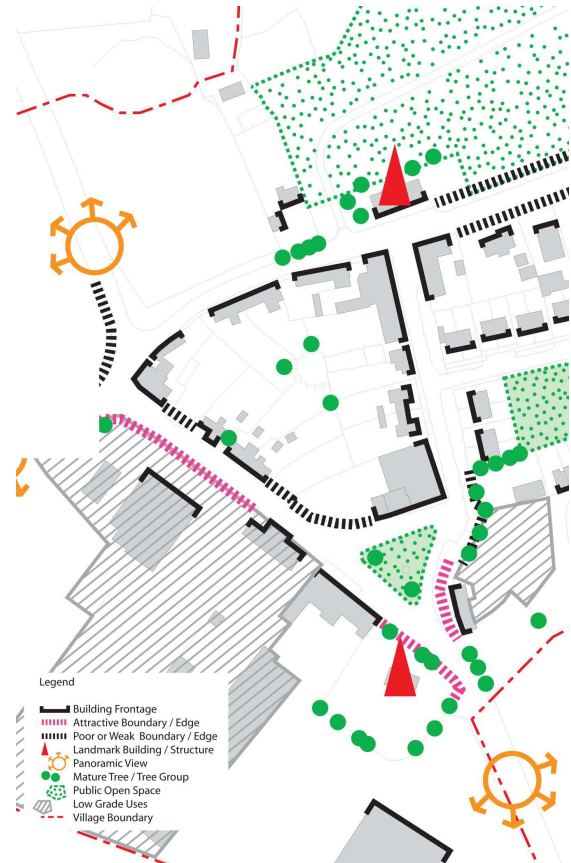 Legend
Building Frontage
Attractive Boundary / Edge
Poor or Weak Boundary / Edge
Landmark Building / Structure
Panoramic View
Mature Tree / Tree Group
Public Open Space
Low Grade Uses
Village Boundary